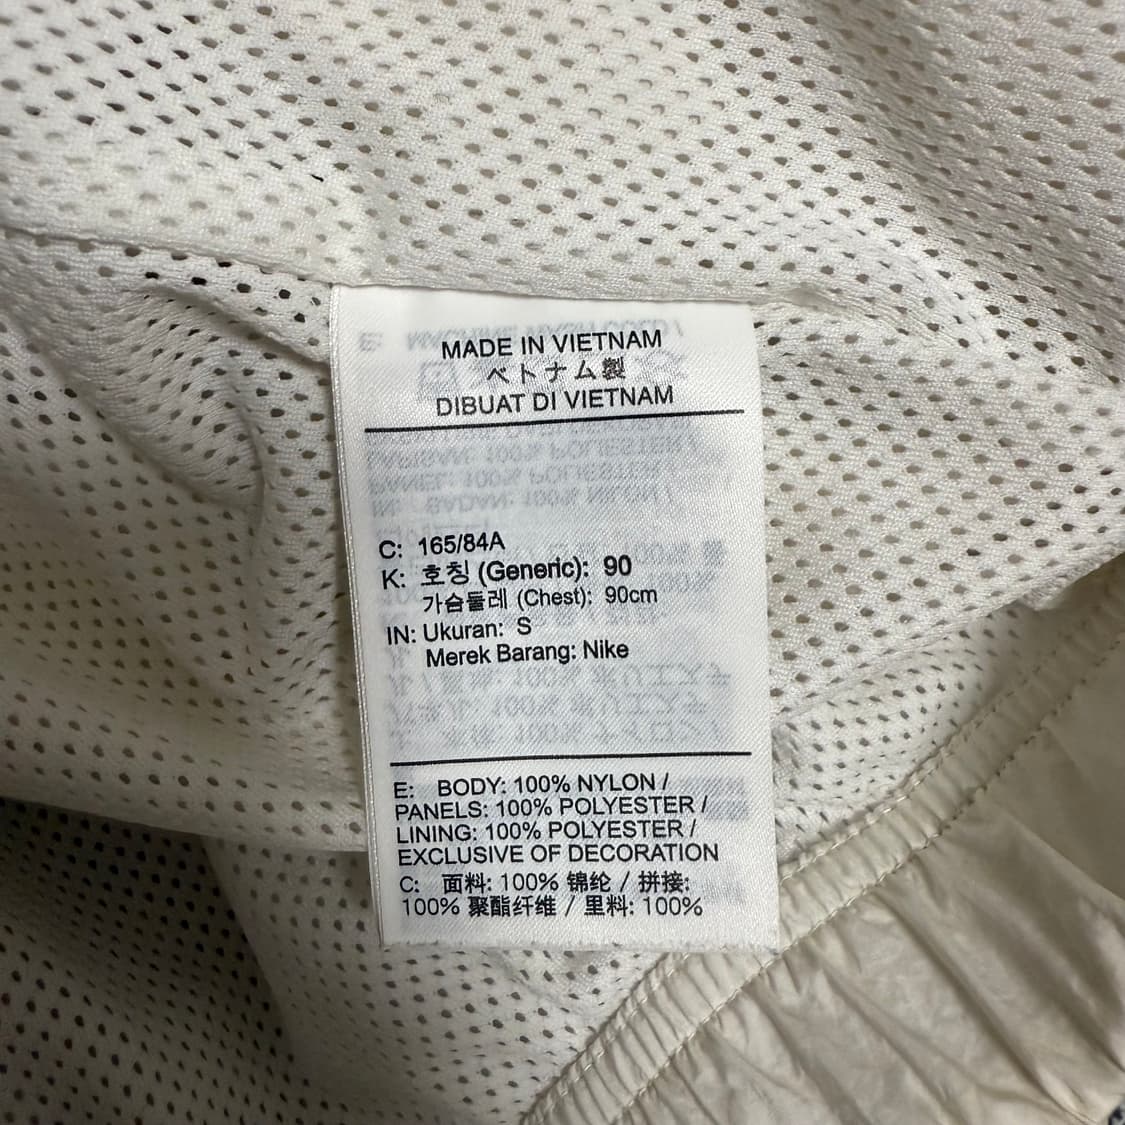 MADE IN VIETNAM
ベトナム製
DIBUAT DI VIETNAM
C: 165/84A
K: 호칭 (Generic): 90
가슴둘레 (Chest): 90cm
IN: Ukuran: S
Merek Barang: Nike
E: BODY: 100% NYLON /
PANELS: 100% POLYESTER /
LINING: 100% POLYESTER /
EXCLUSIVE OF DECORATION
C: 面料: 100% 锦纶 / 拼接:
100% 聚酯纤维 / 里料: 100%